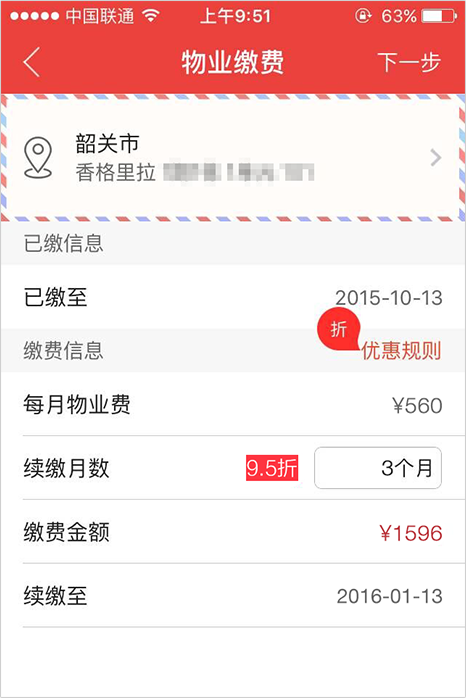 中国联通 上午9:51 63%
物业缴费 下一步
韶关市
香格里拉
已缴信息
已缴至 2015-10-13
折
缴费信息 优惠规则
每月物业费 ¥560
续缴月数 9.5折 3个月
缴费金额 ¥1596
续缴至 2016-01-13